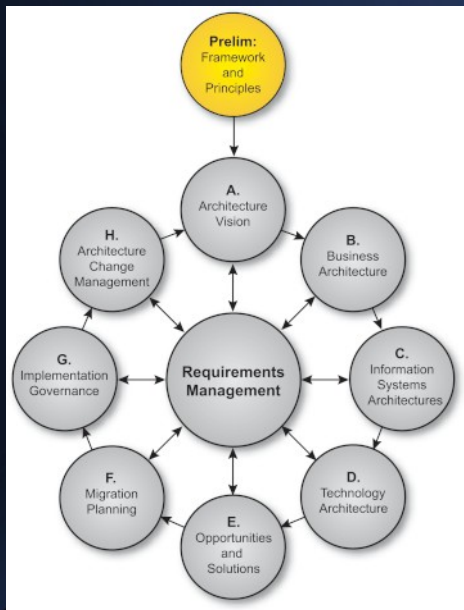 Prelim:
Framework
and
Principles
A.
Architecture
Vision
B.
Business
Architecture
C.
Information
Systems
Architectures
D.
Technology
Architecture
E.
Opportunities
and
Solutions
F.
Migration
Planning
G.
Implementation
Governance
H.
Architecture
Change
Management
Requirements
Management